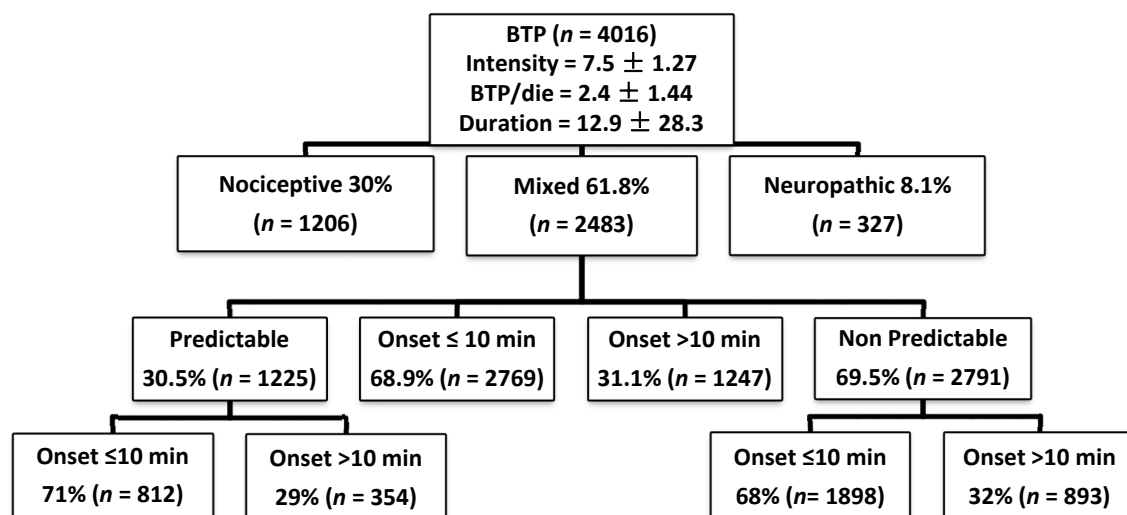 BTP (n = 4016)
Intensity = 7.5 ± 1.27
BTP/die = 2.4 ± 1.44
Duration = 12.9 ± 28.3
Nociceptive 30%
(n = 1206)
Mixed 61.8%
(n = 2483)
Neuropathic 8.1%
(n = 327)
Predictable
30.5% (n = 1225)
Onset ≤ 10 min
68.9% (n = 2769)
Onset >10 min
31.1% (n = 1247)
Non Predictable
69.5% (n = 2791)
Onset ≤10 min
71% (n = 812)
Onset >10 min
29% (n = 354)
Onset ≤10 min
68% (n= 1898)
Onset >10 min
32% (n = 893)